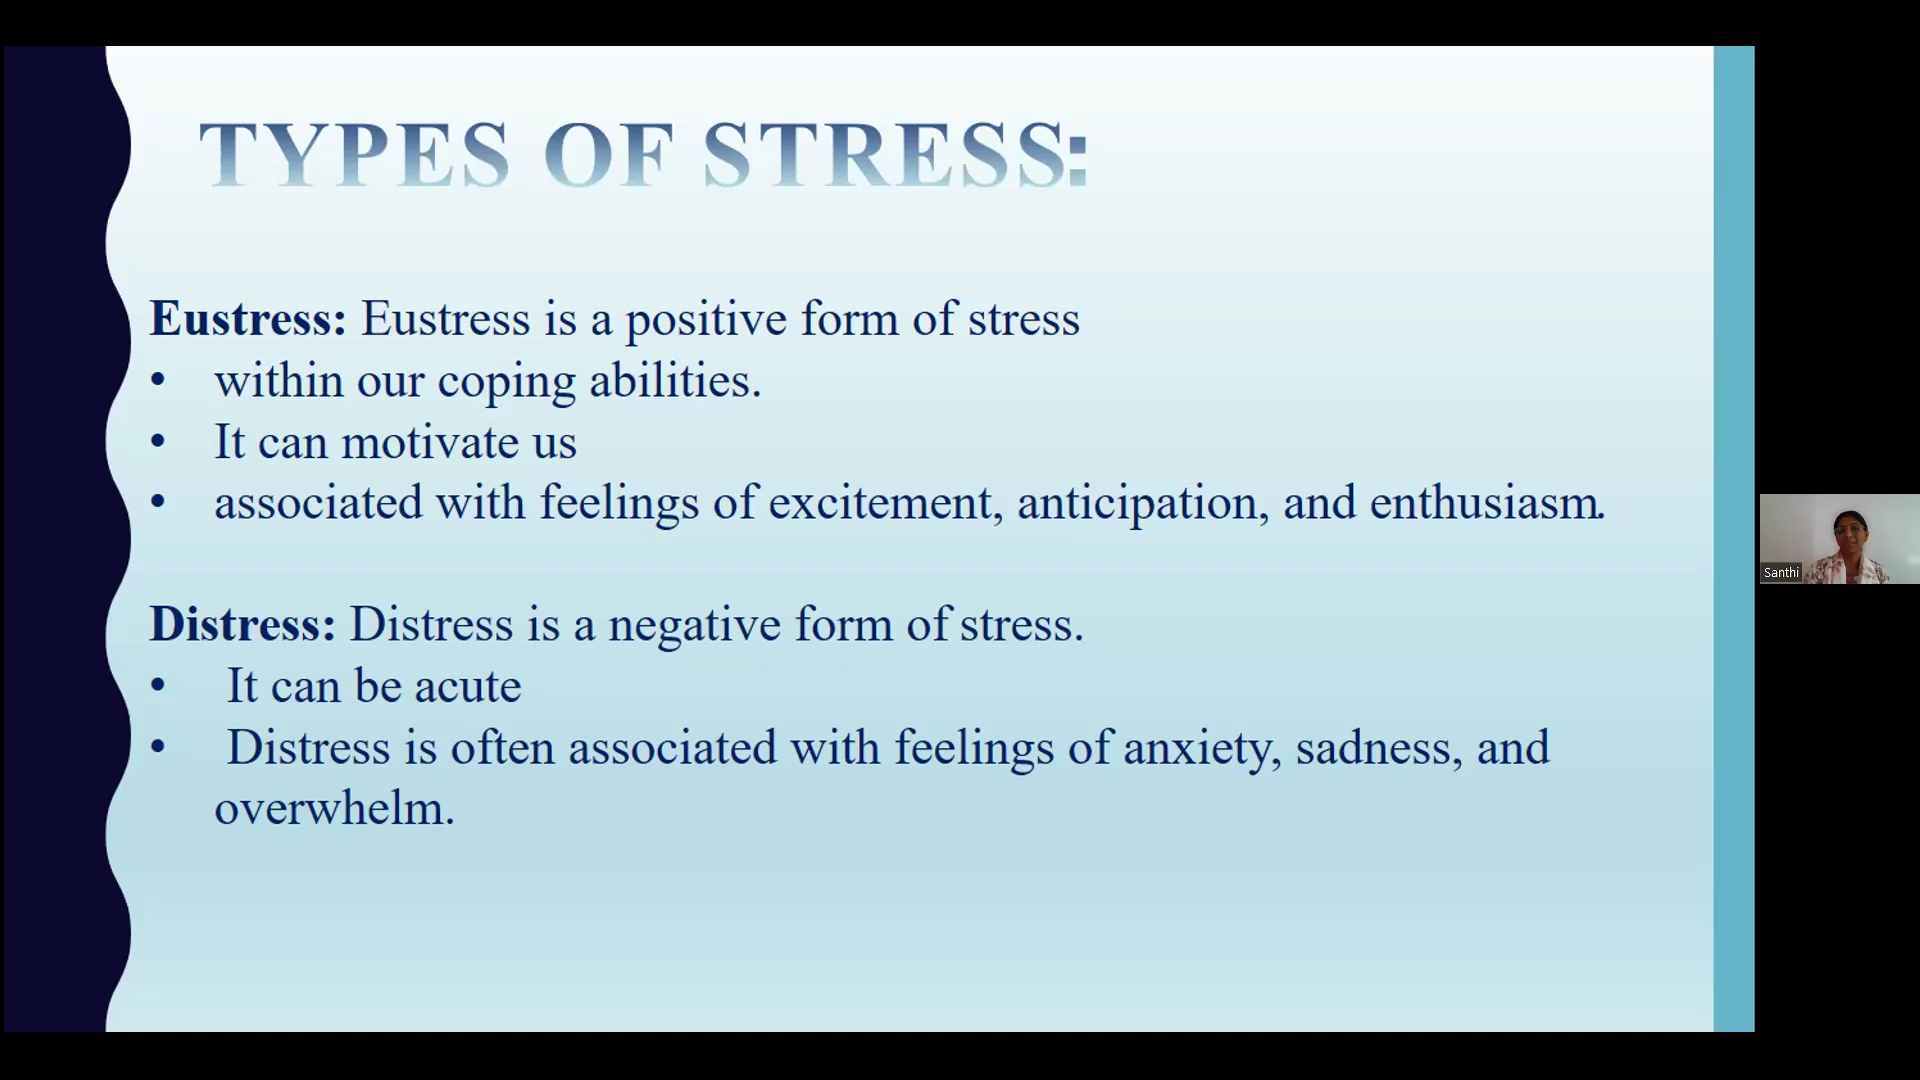 TYPES OF STRESS:
Eustress: Eustress is a positive form of stress
• within our coping abilities.
• It can motivate us
• associated with feelings of excitement, anticipation, and enthusiasm.
Distress: Distress is a negative form of stress.
• It can be acute
• Distress is often associated with feelings of anxiety, sadness, and
overwhelm.
Santhi